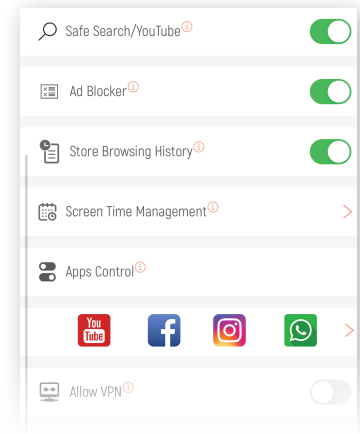 Safe Search/YouTube
Ad Blocker
Store Browsing History
Screen Time Management
Apps Control
You
Tube
Allow VPN